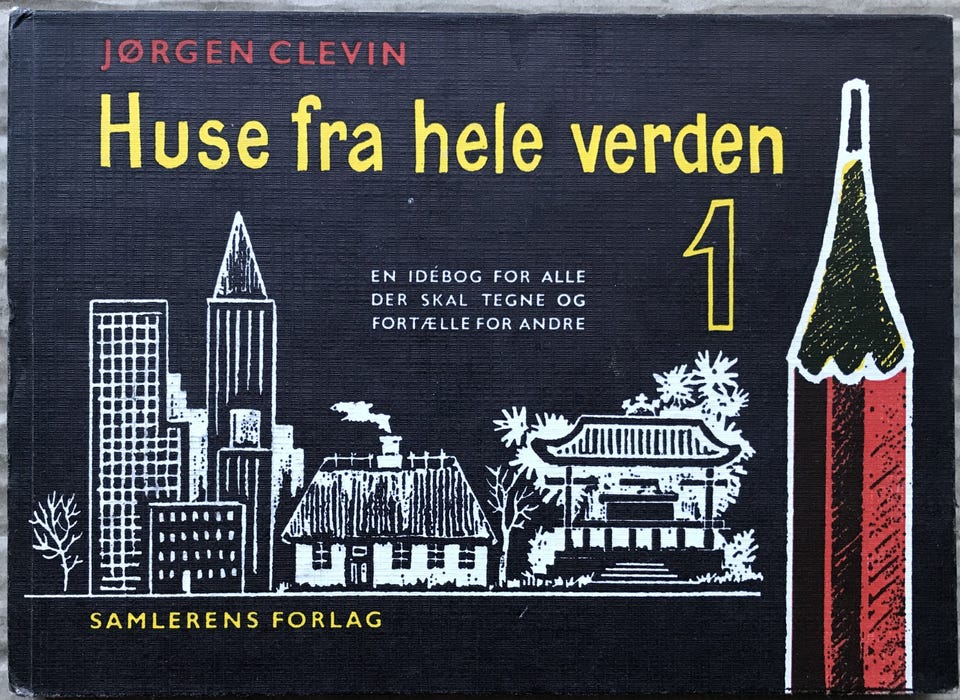 JØRGEN CLEVIN
Huse fra hele verden
1
EN IDÉBOG FOR ALLE
DER SKAL TEGNE OG
FORTÆLLE FOR ANDRE
SAMLERENS FORLAG